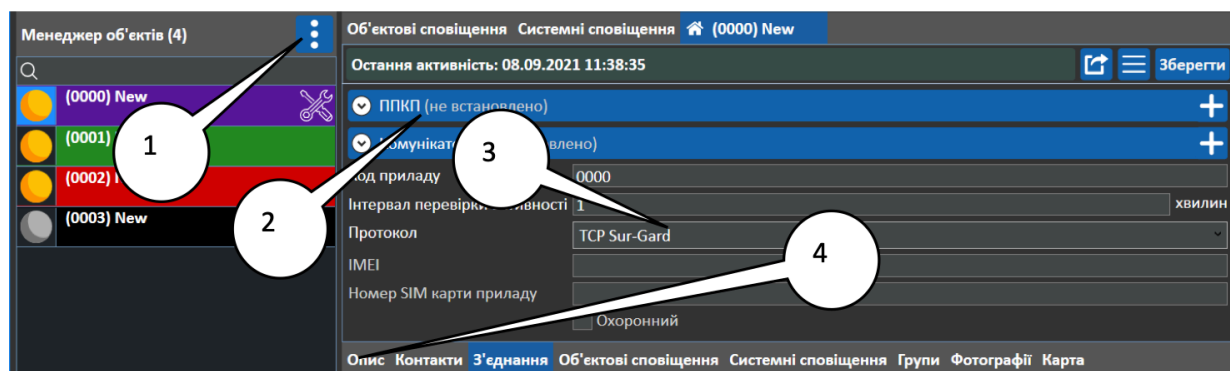 Менеджер об'єктів (4)
(0000) New
(0001)
(0002)
(0003) New
1
2
3
4
Об'єктові сповіщення Системні сповіщення (0000) New
Остання активність: 08.09.2021 11:38:35 Зберегти
ППКП (не встановлено)
Код приладу 0000
Інтервал перевірки активності 1 хвилин
Протокол TCP Sur-Gard
IMEI
Номер SIM карти приладу
Охоронний
Опис Контакти З'єднання Об'єктові сповіщення Системні сповіщення Групи Фотографії Карта